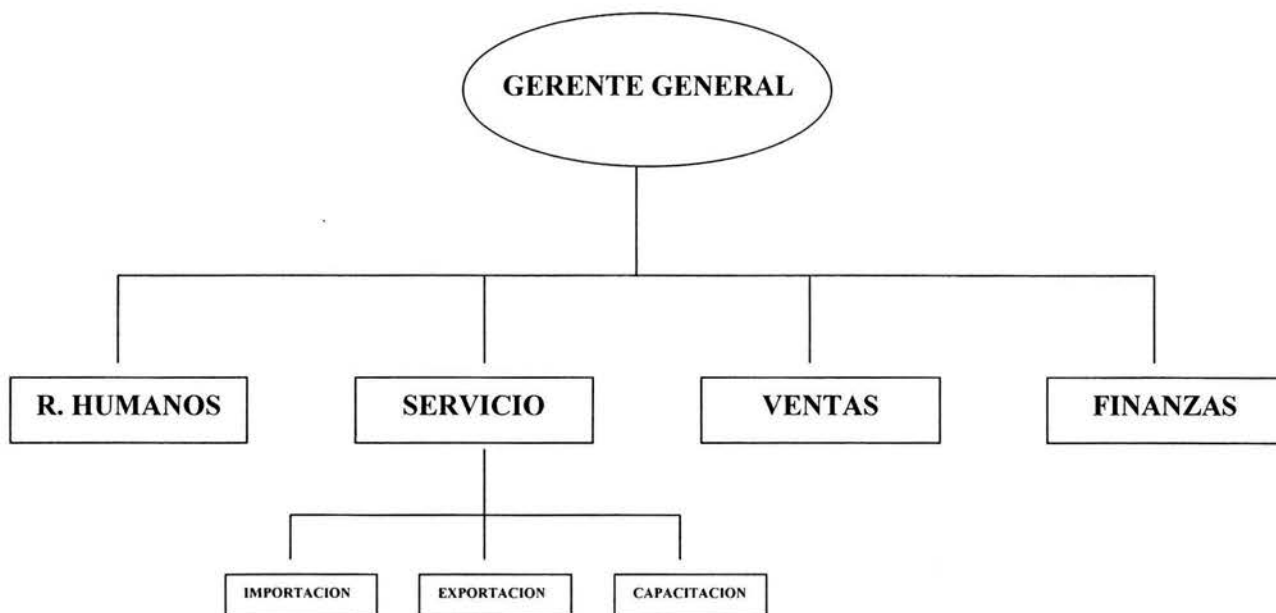 GERENTE GENERAL
R. HUMANOS
SERVICIO
VENTAS
FINANZAS
IMPORTACION
EXPORTACION
CAPACITACION